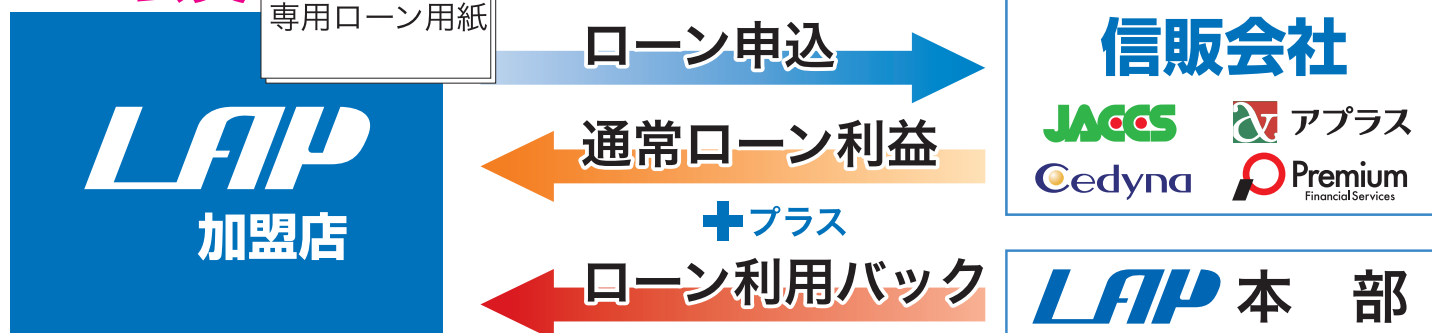 専用ローン用紙
LAP
加盟店
ローン申込
通常ローン利益
プラス
ローン利用バック
信販会社
JACCS
アプラス
Cedyna
Premium
Financial Services
LAP 本 部